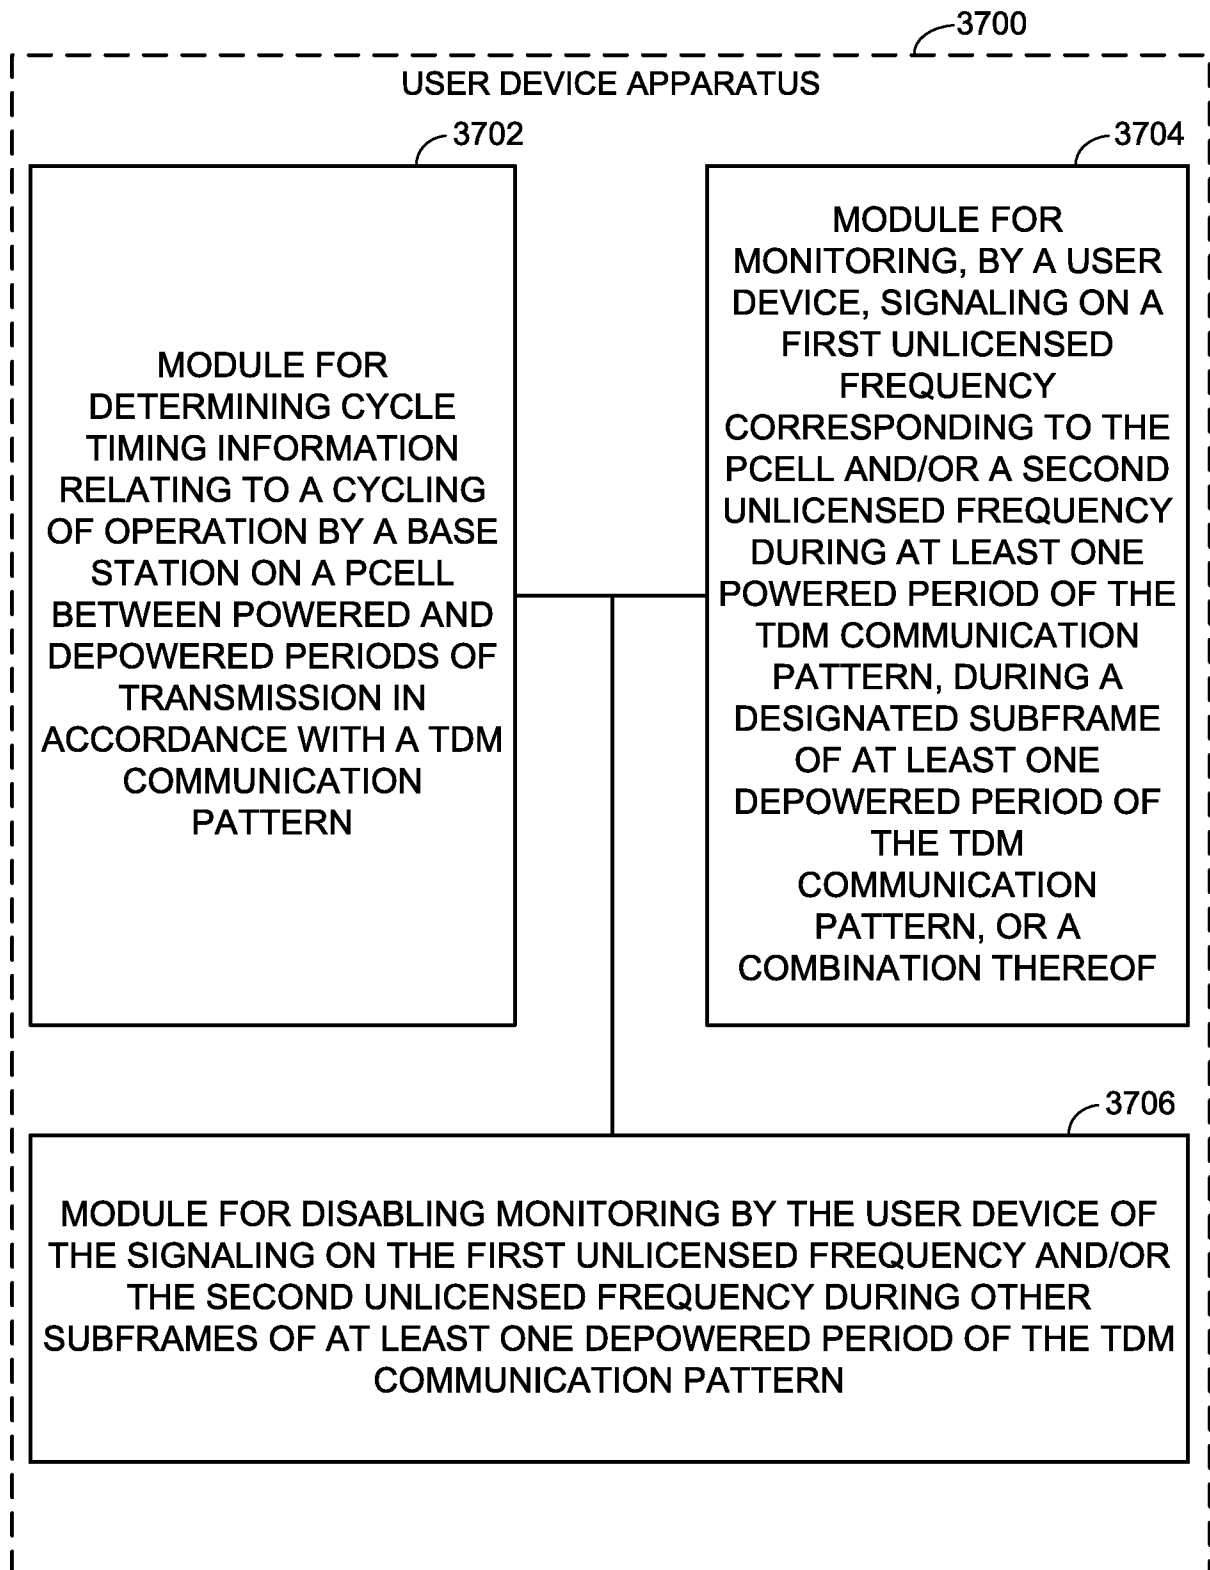 3700
USER DEVICE APPARATUS
3702
MODULE FOR
DETERMINING CYCLE
TIMING INFORMATION
RELATING TO A CYCLING
OF OPERATION BY A BASE
STATION ON A PCELL
BETWEEN POWERED AND
DEPOWERED PERIODS OF
TRANSMISSION IN
ACCORDANCE WITH A TDM
COMMUNICATION
PATTERN
3704
MODULE FOR
MONITORING, BY A USER
DEVICE, SIGNALING ON A
FIRST UNLICENSED
FREQUENCY
CORRESPONDING TO THE
PCELL AND/OR A SECOND
UNLICENSED FREQUENCY
DURING AT LEAST ONE
POWERED PERIOD OF THE
TDM COMMUNICATION
PATTERN, DURING A
DESIGNATED SUBFRAME
OF AT LEAST ONE
DEPOWERED PERIOD OF
THE TDM
COMMUNICATION
PATTERN, OR A
COMBINATION THEREOF
3706
MODULE FOR DISABLING MONITORING BY THE USER DEVICE OF
THE SIGNALING ON THE FIRST UNLICENSED FREQUENCY AND/OR
THE SECOND UNLICENSED FREQUENCY DURING OTHER
SUBFRAMES OF AT LEAST ONE DEPOWERED PERIOD OF THE TDM
COMMUNICATION PATTERN